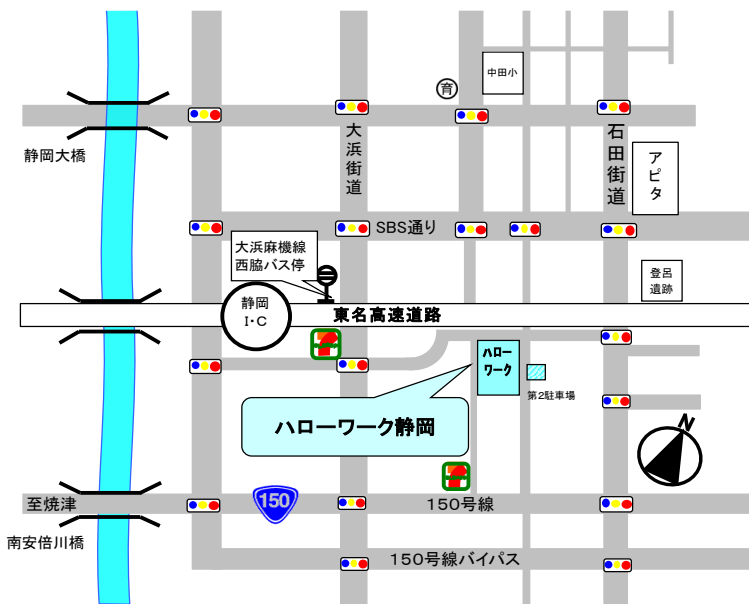 中田小
育
静岡大橋
大
浜
街
道
石
田
街
道
ア
ピ
タ
SBS通り
大浜麻機線
西脇バス停
登呂
遺跡
静岡
I・C
東名高速道路
ハロー
ワーク
第2駐車場
ハローワーク静岡
N
至焼津
150
150号線
南安倍川橋
150号線バイパス